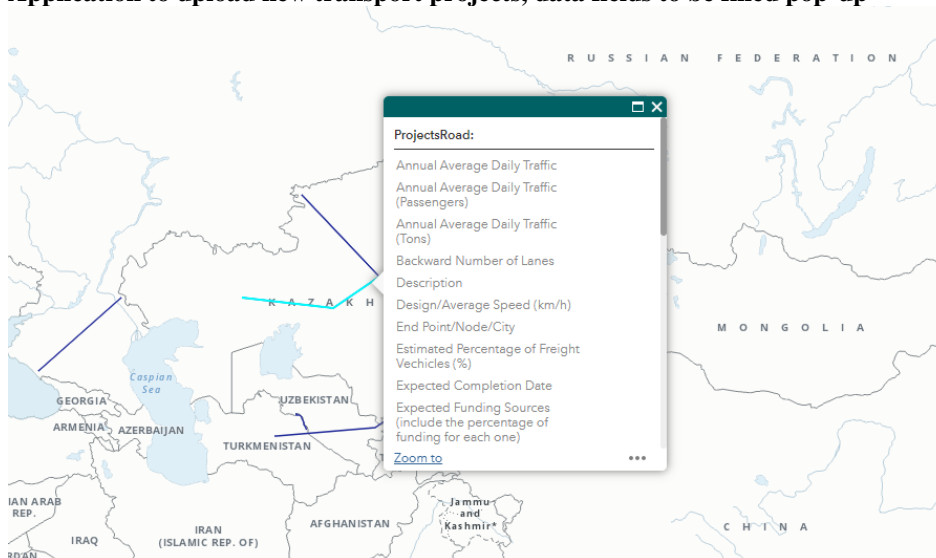 Application to upload new transport projects, data fields to be filled pop-up
RUSSIAN FEDERATION
ProjectsRoad:
Annual Average Daily Traffic
Annual Average Daily Traffic
(Passengers)
Annual Average Daily Traffic
(Tons)
Backward Number of Lanes
Description
Design/Average Speed (km/h)
KAZAKH
End Point/Node/City
MONGOLIA
Estimated Percentage of Freight
Vechicles (%)
Caspian
Sea
Expected Completion Date
GEORGIA
UZBEKISTAN
Expected Funding Sources
(include the percentage of
funding for each one)
ARMENIA
AZERBAIJAN
TURKMENISTAN
Zoom to
IAN ARAB
REP.
Jammu
and
Kashmir*
AFGHANISTAN
CHINA
IRAN
(ISLAMIC REP. OF)
IRAQ